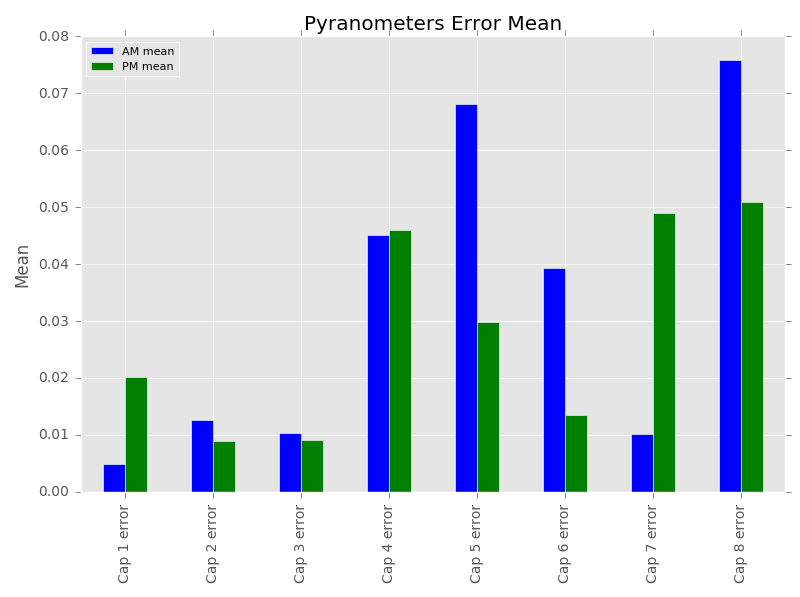 Pyranometers Error Mean
AM mean
PM mean
0.08
0.07
0.06
0.05
0.04
0.03
0.02
0.01
0.00
Mean
Cap 1 error
Cap 2 error
Cap 3 error
Cap 4 error
Cap 5 error
Cap 6 error
Cap 7 error
Cap 8 error